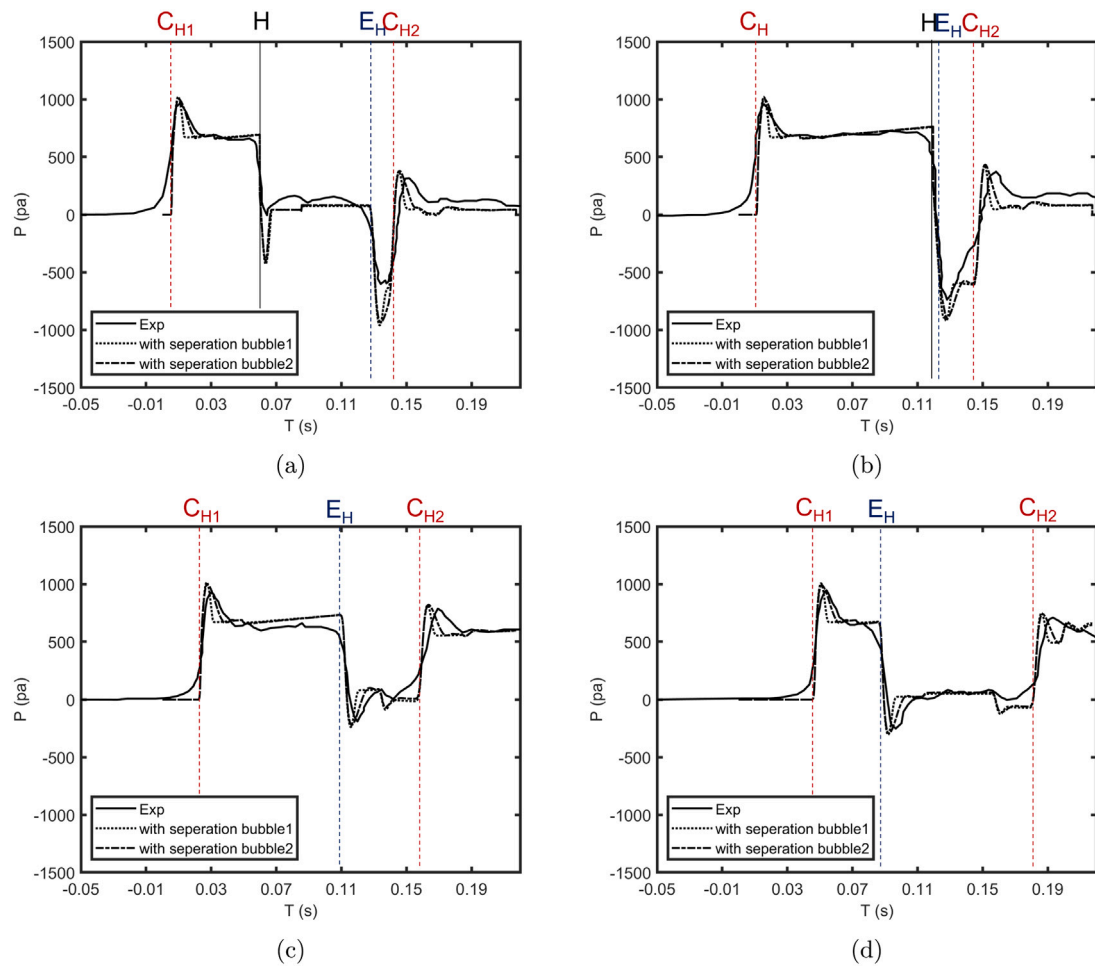 C_H1 H E_H C_H2
1500
1000
500
0
-500
-1000
-1500
P (pa)
Exp
with seperation bubble1
with seperation bubble2
-0.05 -0.01 0.03 0.07 0.11 0.15 0.19
T (s)
(a)
C_H H E_H C_H2
1500
1000
500
0
-500
-1000
-1500
P (pa)
Exp
with seperation bubble1
with seperation bubble2
-0.05 -0.01 0.03 0.07 0.11 0.15 0.19
T (s)
(b)
C_H1 E_H C_H2
1500
1000
500
0
-500
-1000
-1500
P (pa)
Exp
with seperation bubble1
with seperation bubble2
-0.05 -0.01 0.03 0.07 0.11 0.15 0.19
T (s)
(c)
C_H1 E_H C_H2
1500
1000
500
0
-500
-1000
-1500
P (pa)
Exp
with seperation bubble1
with seperation bubble2
-0.05 -0.01 0.03 0.07 0.11 0.15 0.19
T (s)
(d)